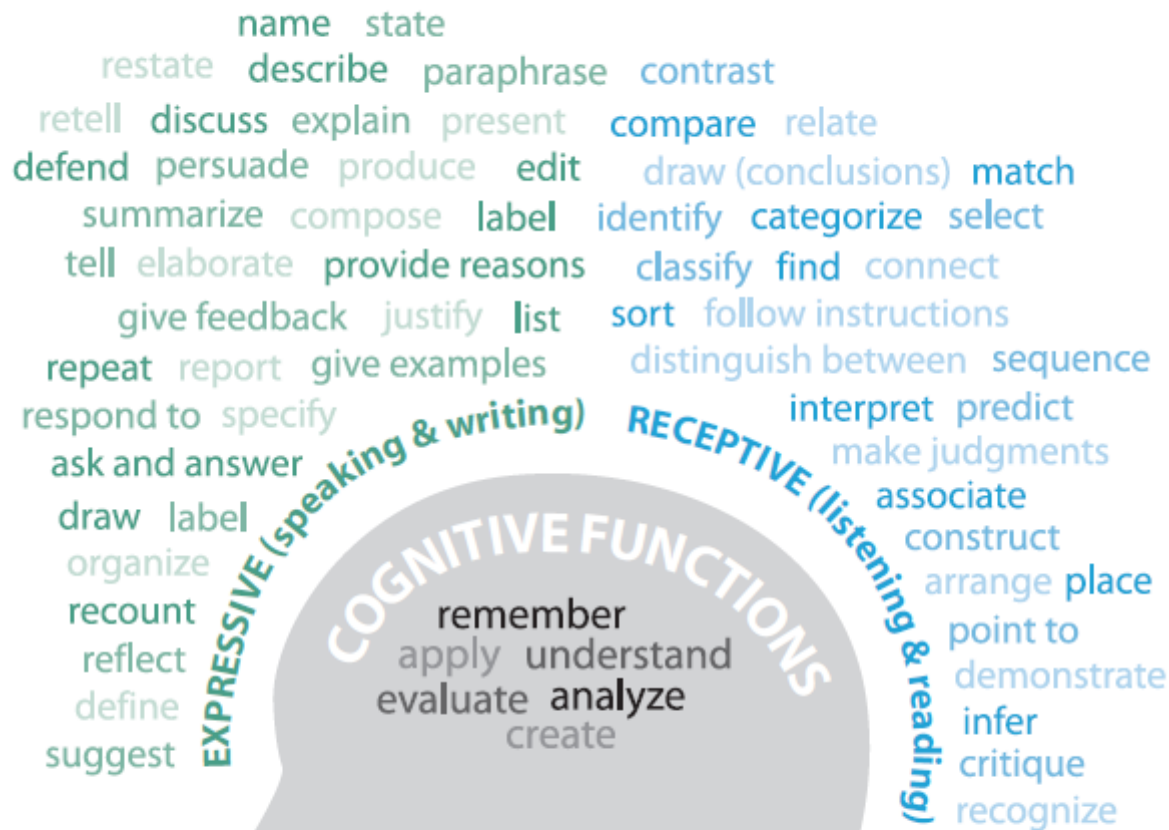 name state
restate describe paraphrase contrast
retell discuss explain present compare relate
defend persuade produce edit draw (conclusions) match
summarize compose label identify categorize select
tell elaborate provide reasons classify find connect
give feedback justify list sort follow instructions
repeat report give examples distinguish between sequence
respond to specify interpret predict
ask and answer make judgments
draw label associate
organize construct
recount arrange place
reflect point to
define demonstrate
suggest infer
critique
recognize
EXPRESSIVE (speaking & writing)
RECEPTIVE (listening & reading)
COGNITIVE FUNCTIONS
remember
apply understand
evaluate analyze
create